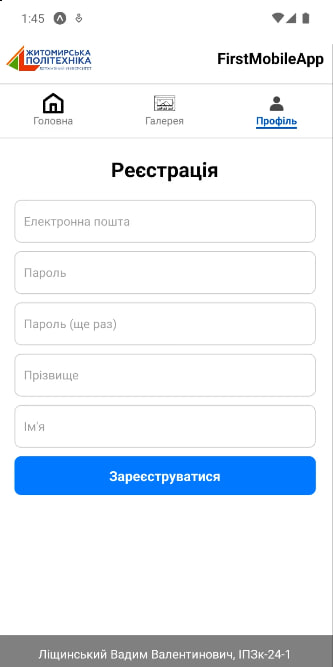 1:45
ЖИТОМИРСЬКА
ПОЛІТЕХНІКА
FirstMobileApp
Головна
Галерея
Профіль
Реєстрація
Електронна пошта
Пароль
Пароль (ще раз)
Прізвище
Ім'я
Зареєструватися
Ліщинський Вадим Валентинович, ІПЗк-24-1